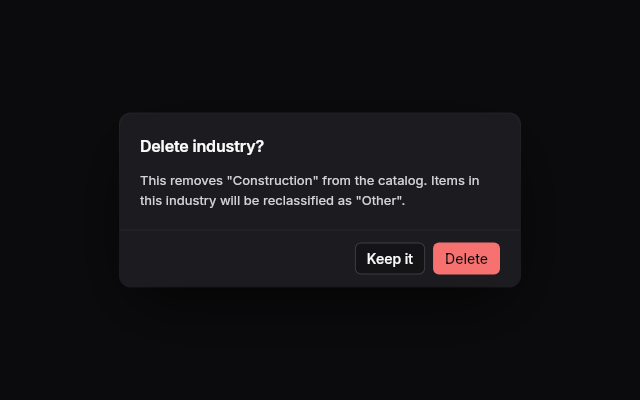 Delete industry?
This removes "Construction" from the catalog. Items in
this industry will be reclassified as "Other".
Keep it
Delete